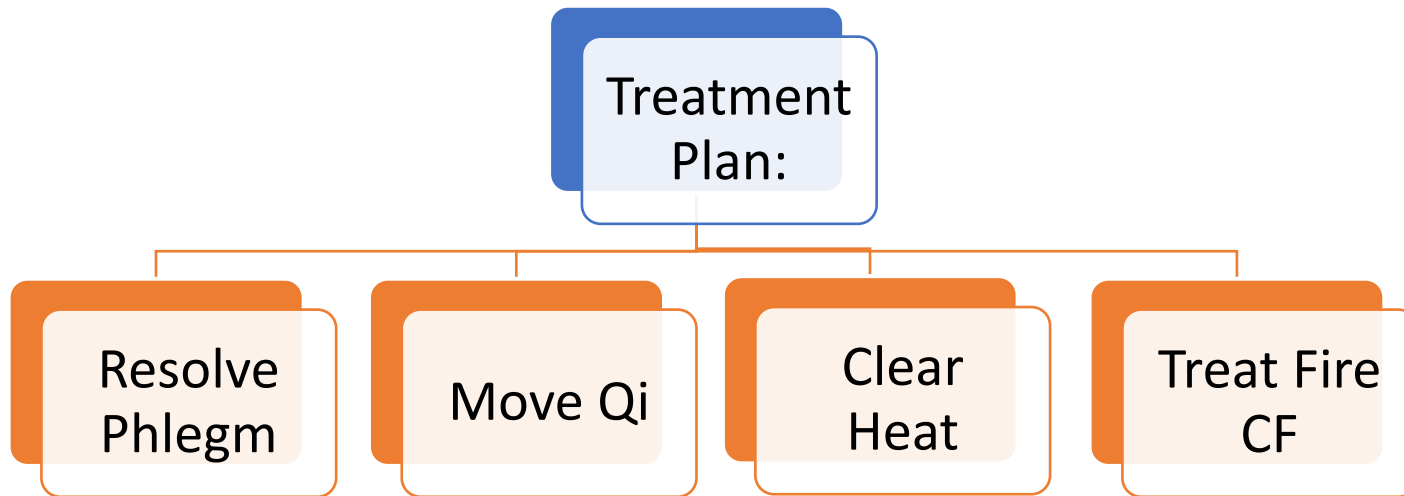 Treatment
Plan:
Resolve
Phlegm
Move Qi
Clear
Heat
Treat Fire
CF